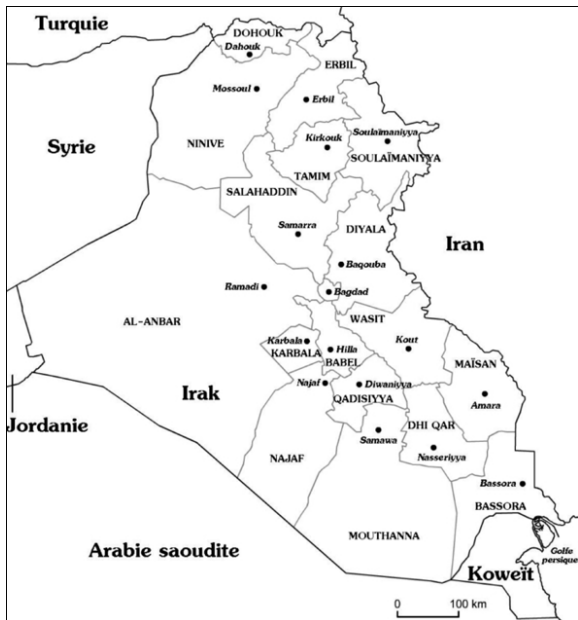 Turquie
DOHOUK
Dahouk
ERBIL
Mossoul
Erbil
Syrie
Kirkouk
Soulaïmaniyya
NINIVE
SOULAÏMANIYYA
TAMIM
SALAHADDIN
Samarra
DIYALA
Iran
Baqouba
Ramadi
Bagdad
WASIT
AL-ANBAR
Karbala
Hilla
Kout
KARBALA
BABEL
MAÏSAN
Najaf
Diwaniyya
Irak
QADISIYYA
Amara
Jordanie
DHI QAR
Samawa
Nasseriyya
NAJAF
Bassora
BASSORA
MOUTHANNA
Arabie saoudite
Golfe
persique
Koweït
0 100 km